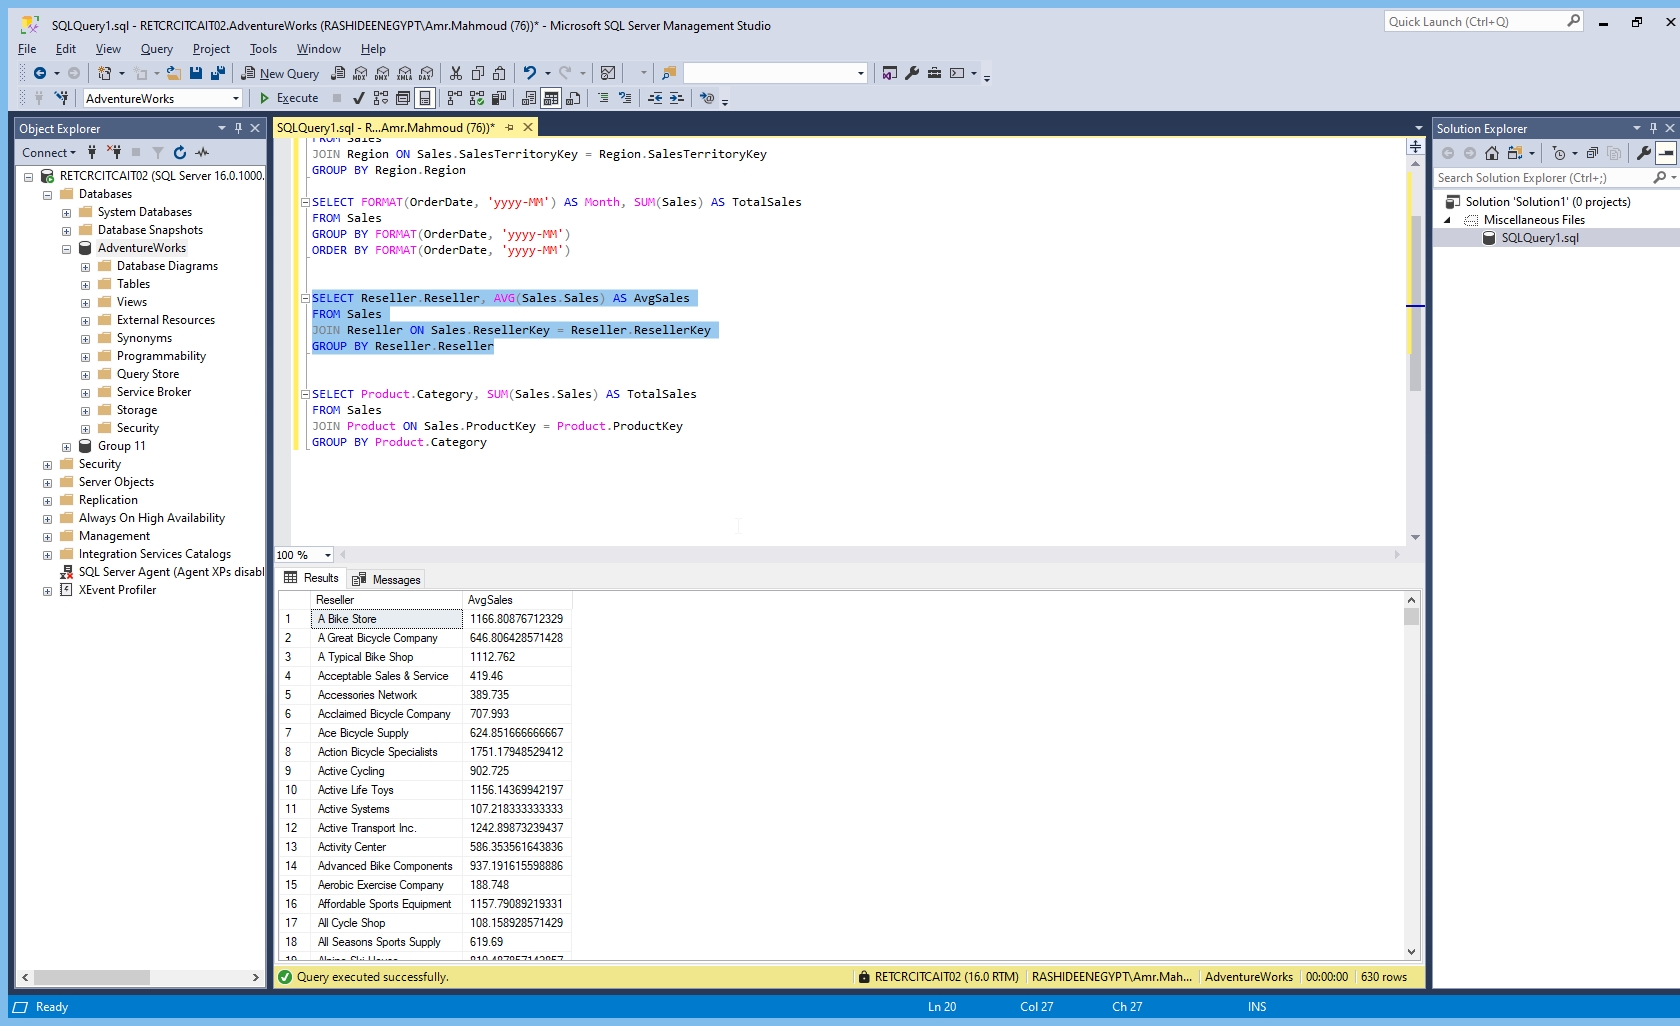 SQLQuery1.sql - RETCRCITCAIT02.AdventureWorks (RASHIDEENEGYPT\Amr.Mahmoud (76))* - Microsoft SQL Server Management Studio
Quick Launch (Ctrl+Q)
File Edit View Query Project Tools Window Help
New Query MDX DMX XMLA DAX
AdventureWorks Execute
Object Explorer
Connect
RETCRCITCAIT02 (SQL Server 16.0.1000.
Databases
System Databases
Database Snapshots
AdventureWorks
Database Diagrams
Tables
Views
External Resources
Synonyms
Programmability
Query Store
Service Broker
Storage
Security
Group 11
Security
Server Objects
Replication
Always On High Availability
Management
Integration Services Catalogs
SQL Server Agent (Agent XPs disabl
XEvent Profiler
SQLQuery1.sql - R...Amr.Mahmoud (76))*
FROM Sales
JOIN Region ON Sales.SalesTerritoryKey = Region.SalesTerritoryKey
GROUP BY Region.Region
SELECT FORMAT(OrderDate, 'yyyy-MM') AS Month, SUM(Sales) AS TotalSales
FROM Sales
GROUP BY FORMAT(OrderDate, 'yyyy-MM')
ORDER BY FORMAT(OrderDate, 'yyyy-MM')
SELECT Reseller.Reseller, AVG(Sales.Sales) AS AvgSales
FROM Sales
JOIN Reseller ON Sales.ResellerKey = Reseller.ResellerKey
GROUP BY Reseller.Reseller
SELECT Product.Category, SUM(Sales.Sales) AS TotalSales
FROM Sales
JOIN Product ON Sales.ProductKey = Product.ProductKey
GROUP BY Product.Category
100 %
Results Messages
Reseller AvgSales
1 A Bike Store 1166.80876712329
2 A Great Bicycle Company 646.806428571428
3 A Typical Bike Shop 1112.762
4 Acceptable Sales & Service 419.46
5 Accessories Network 389.735
6 Acclaimed Bicycle Company 707.993
7 Ace Bicycle Supply 624.851666666667
8 Action Bicycle Specialists 1751.17948529412
9 Active Cycling 902.725
10 Active Life Toys 1156.14369942197
11 Active Systems 107.218333333333
12 Active Transport Inc. 1242.89873239437
13 Activity Center 586.353561643836
14 Advanced Bike Components 937.191615598886
15 Aerobic Exercise Company 188.748
16 Affordable Sports Equipment 1157.79089219331
17 All Cycle Shop 108.158928571429
18 All Seasons Sports Supply 619.69
19 Alpine Ski House 810.487857142857
Query executed successfully.
RETCRCITCAIT02 (16.0 RTM) RASHIDEENEGYPT\Amr.Mah... AdventureWorks 00:00:00 630 rows
Solution Explorer
Search Solution Explorer (Ctrl+;)
Solution 'Solution1' (0 projects)
Miscellaneous Files
SQLQuery1.sql
Ready Ln 20 Col 27 Ch 27 INS